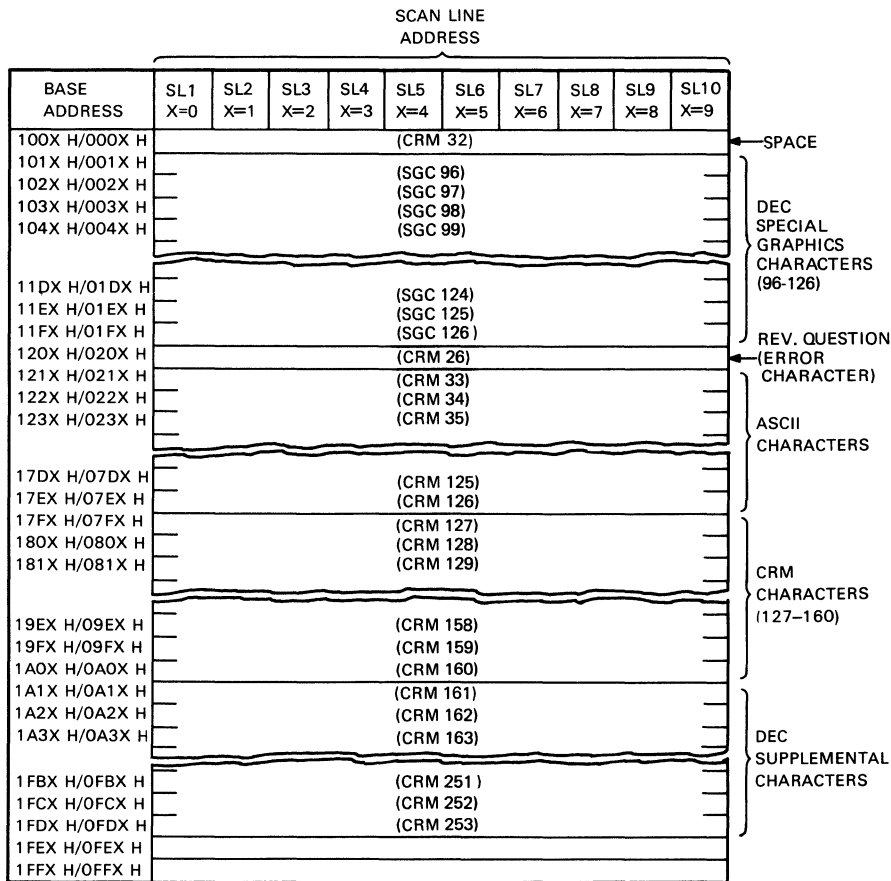 SCAN LINE
ADDRESS
BASE
ADDRESS
SL1
X=0
SL2
X=1
SL3
X=2
SL4
X=3
SL5
X=4
SL6
X=5
SL7
X=6
SL8
X=7
SL9
X=8
SL10
X=9
100X H/000X H (CRM 32) SPACE
101X H/001X H (SGC 96)
102X H/002X H (SGC 97)
103X H/003X H (SGC 98)
104X H/004X H (SGC 99)
DEC
SPECIAL
GRAPHICS
CHARACTERS
(96-126)
11DX H/01DX H (SGC 124)
11EX H/01EX H (SGC 125)
11FX H/01FX H (SGC 126)
120X H/020X H (CRM 26)
REV. QUESTION
(ERROR
CHARACTER)
121X H/021X H (CRM 33)
122X H/022X H (CRM 34)
123X H/023X H (CRM 35)
ASCII
CHARACTERS
17DX H/07DX H (CRM 125)
17EX H/07EX H (CRM 126)
17FX H/07FX H (CRM 127)
180X H/080X H (CRM 128)
181X H/081X H (CRM 129)
CRM
CHARACTERS
(127–160)
19EX H/09EX H (CRM 158)
19FX H/09FX H (CRM 159)
1A0X H/0A0X H (CRM 160)
1A1X H/0A1X H (CRM 161)
1A2X H/0A2X H (CRM 162)
1A3X H/0A3X H (CRM 163)
DEC
SUPPLEMENTAL
CHARACTERS
1FBX H/0FBX H (CRM 251)
1FCX H/0FCX H (CRM 252)
1FDX H/0FDX H (CRM 253)
1FEX H/0FEX H
1FFX H/0FFX H